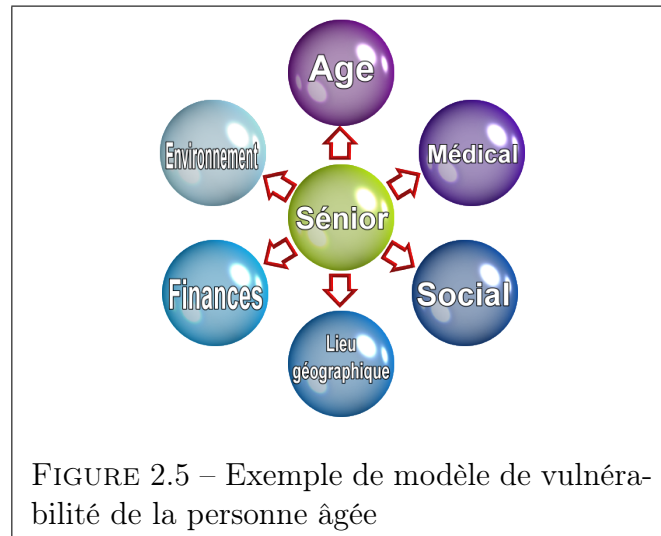 Age
Environnement
Médical
Sénior
Finances
Social
Lieu
géographique
FIGURE 2.5 – Exemple de modèle de vulnéra-
bilité de la personne âgée